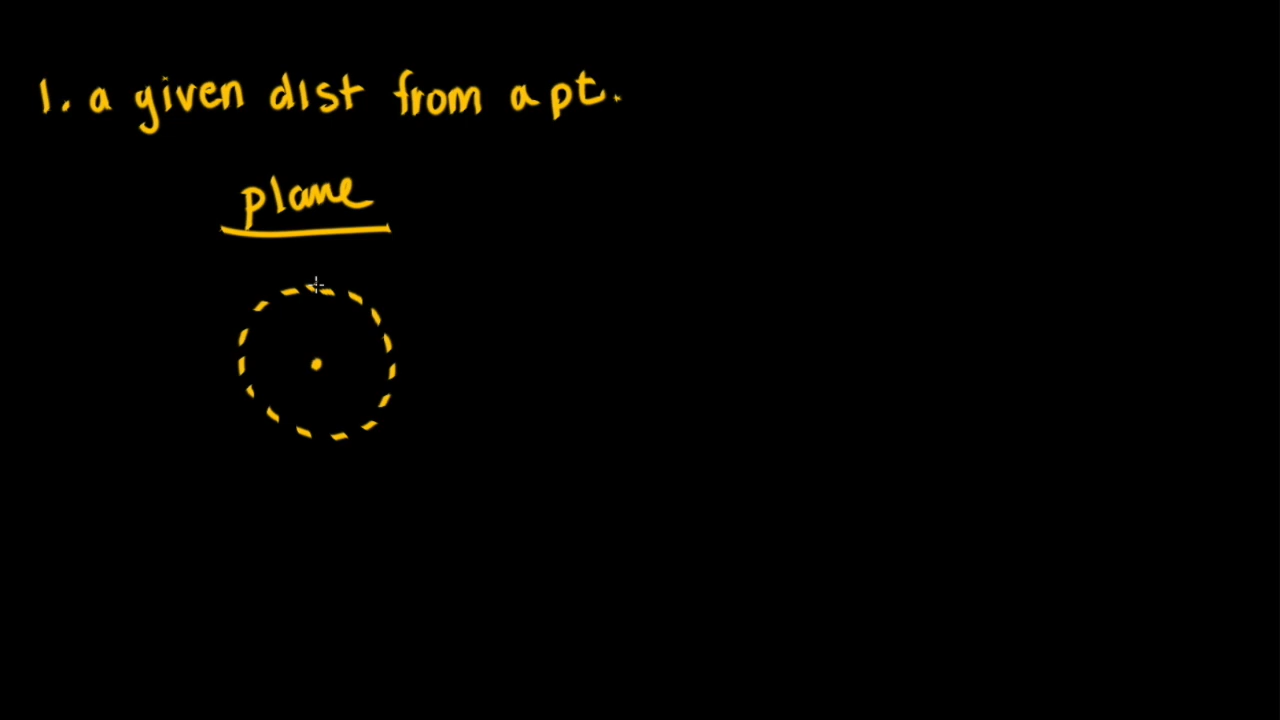 1. a given dist from a pt.
plane